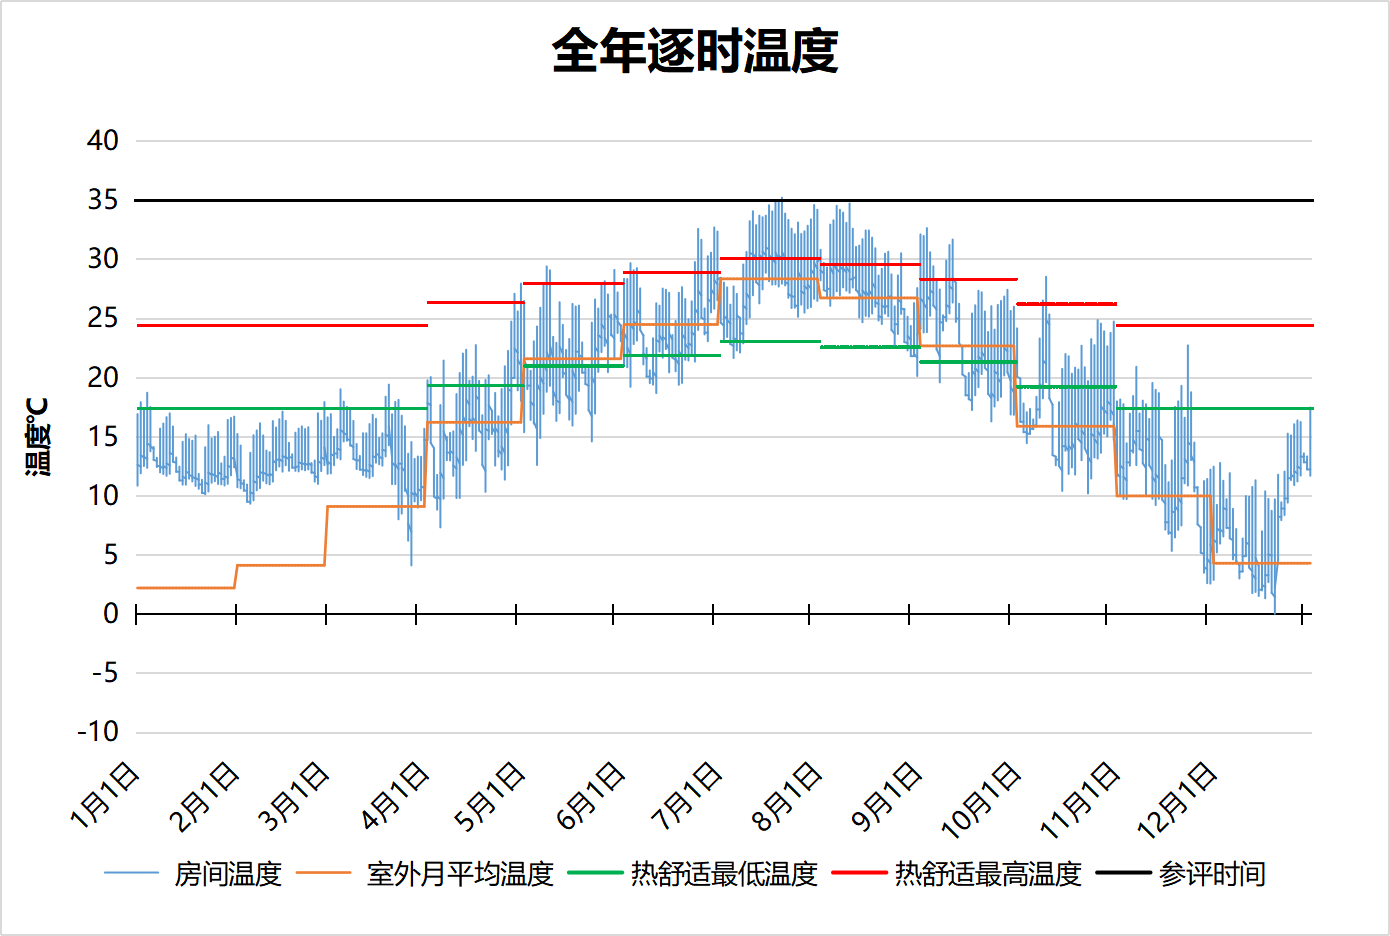 全年逐时温度
40
35
30
25
20
15
10
5
0
-5
-10
温度℃
1月1日
2月1日
3月1日
4月1日
5月1日
6月1日
7月1日
8月1日
9月1日
10月1日
11月1日
12月1日
房间温度 室外月平均温度 热舒适最低温度 热舒适最高温度 参评时间